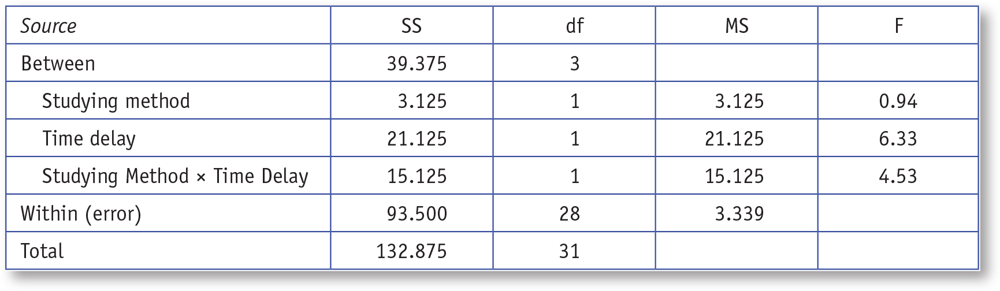 Source SS df MS F
Between 39.375 3
Studying method 3.125 1 3.125 0.94
Time delay 21.125 1 21.125 6.33
Studying Method × Time Delay 15.125 1 15.125 4.53
Within (error) 93.500 28 3.339
Total 132.875 31